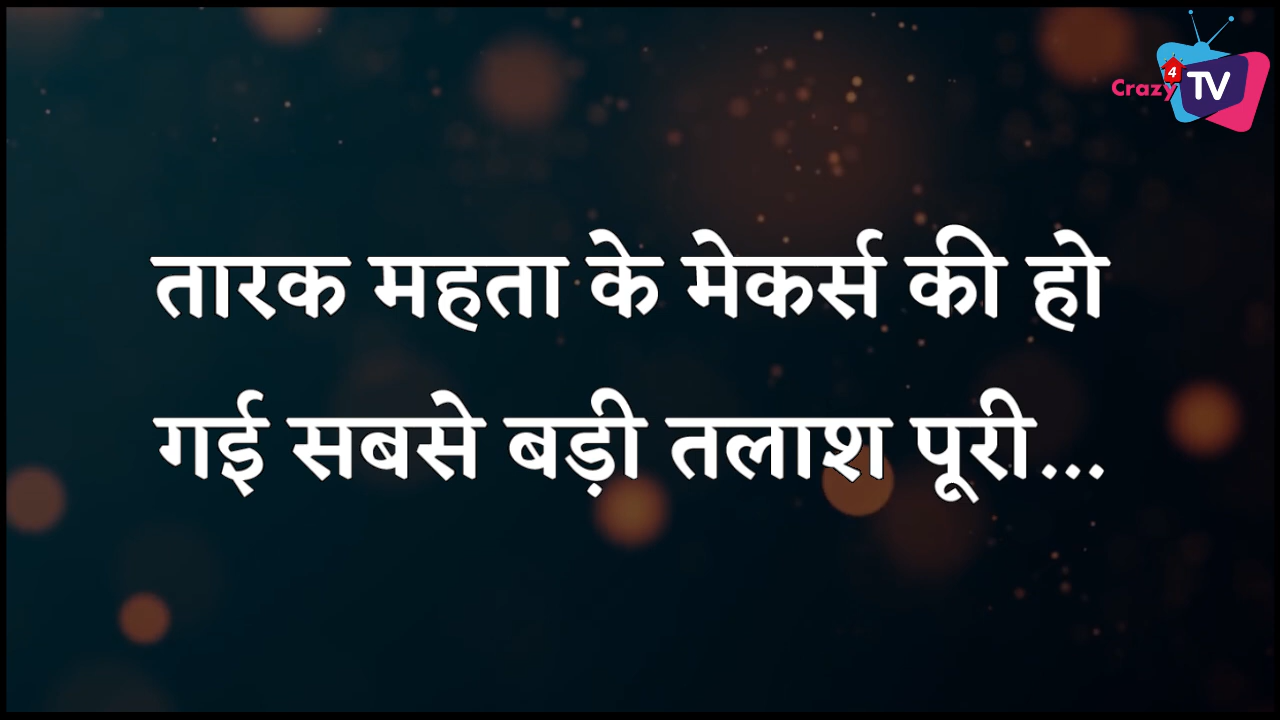 Crazy 4 TV
तारक महता के मेकर्स की हो
गई सबसे बड़ी तलाश पूरी...